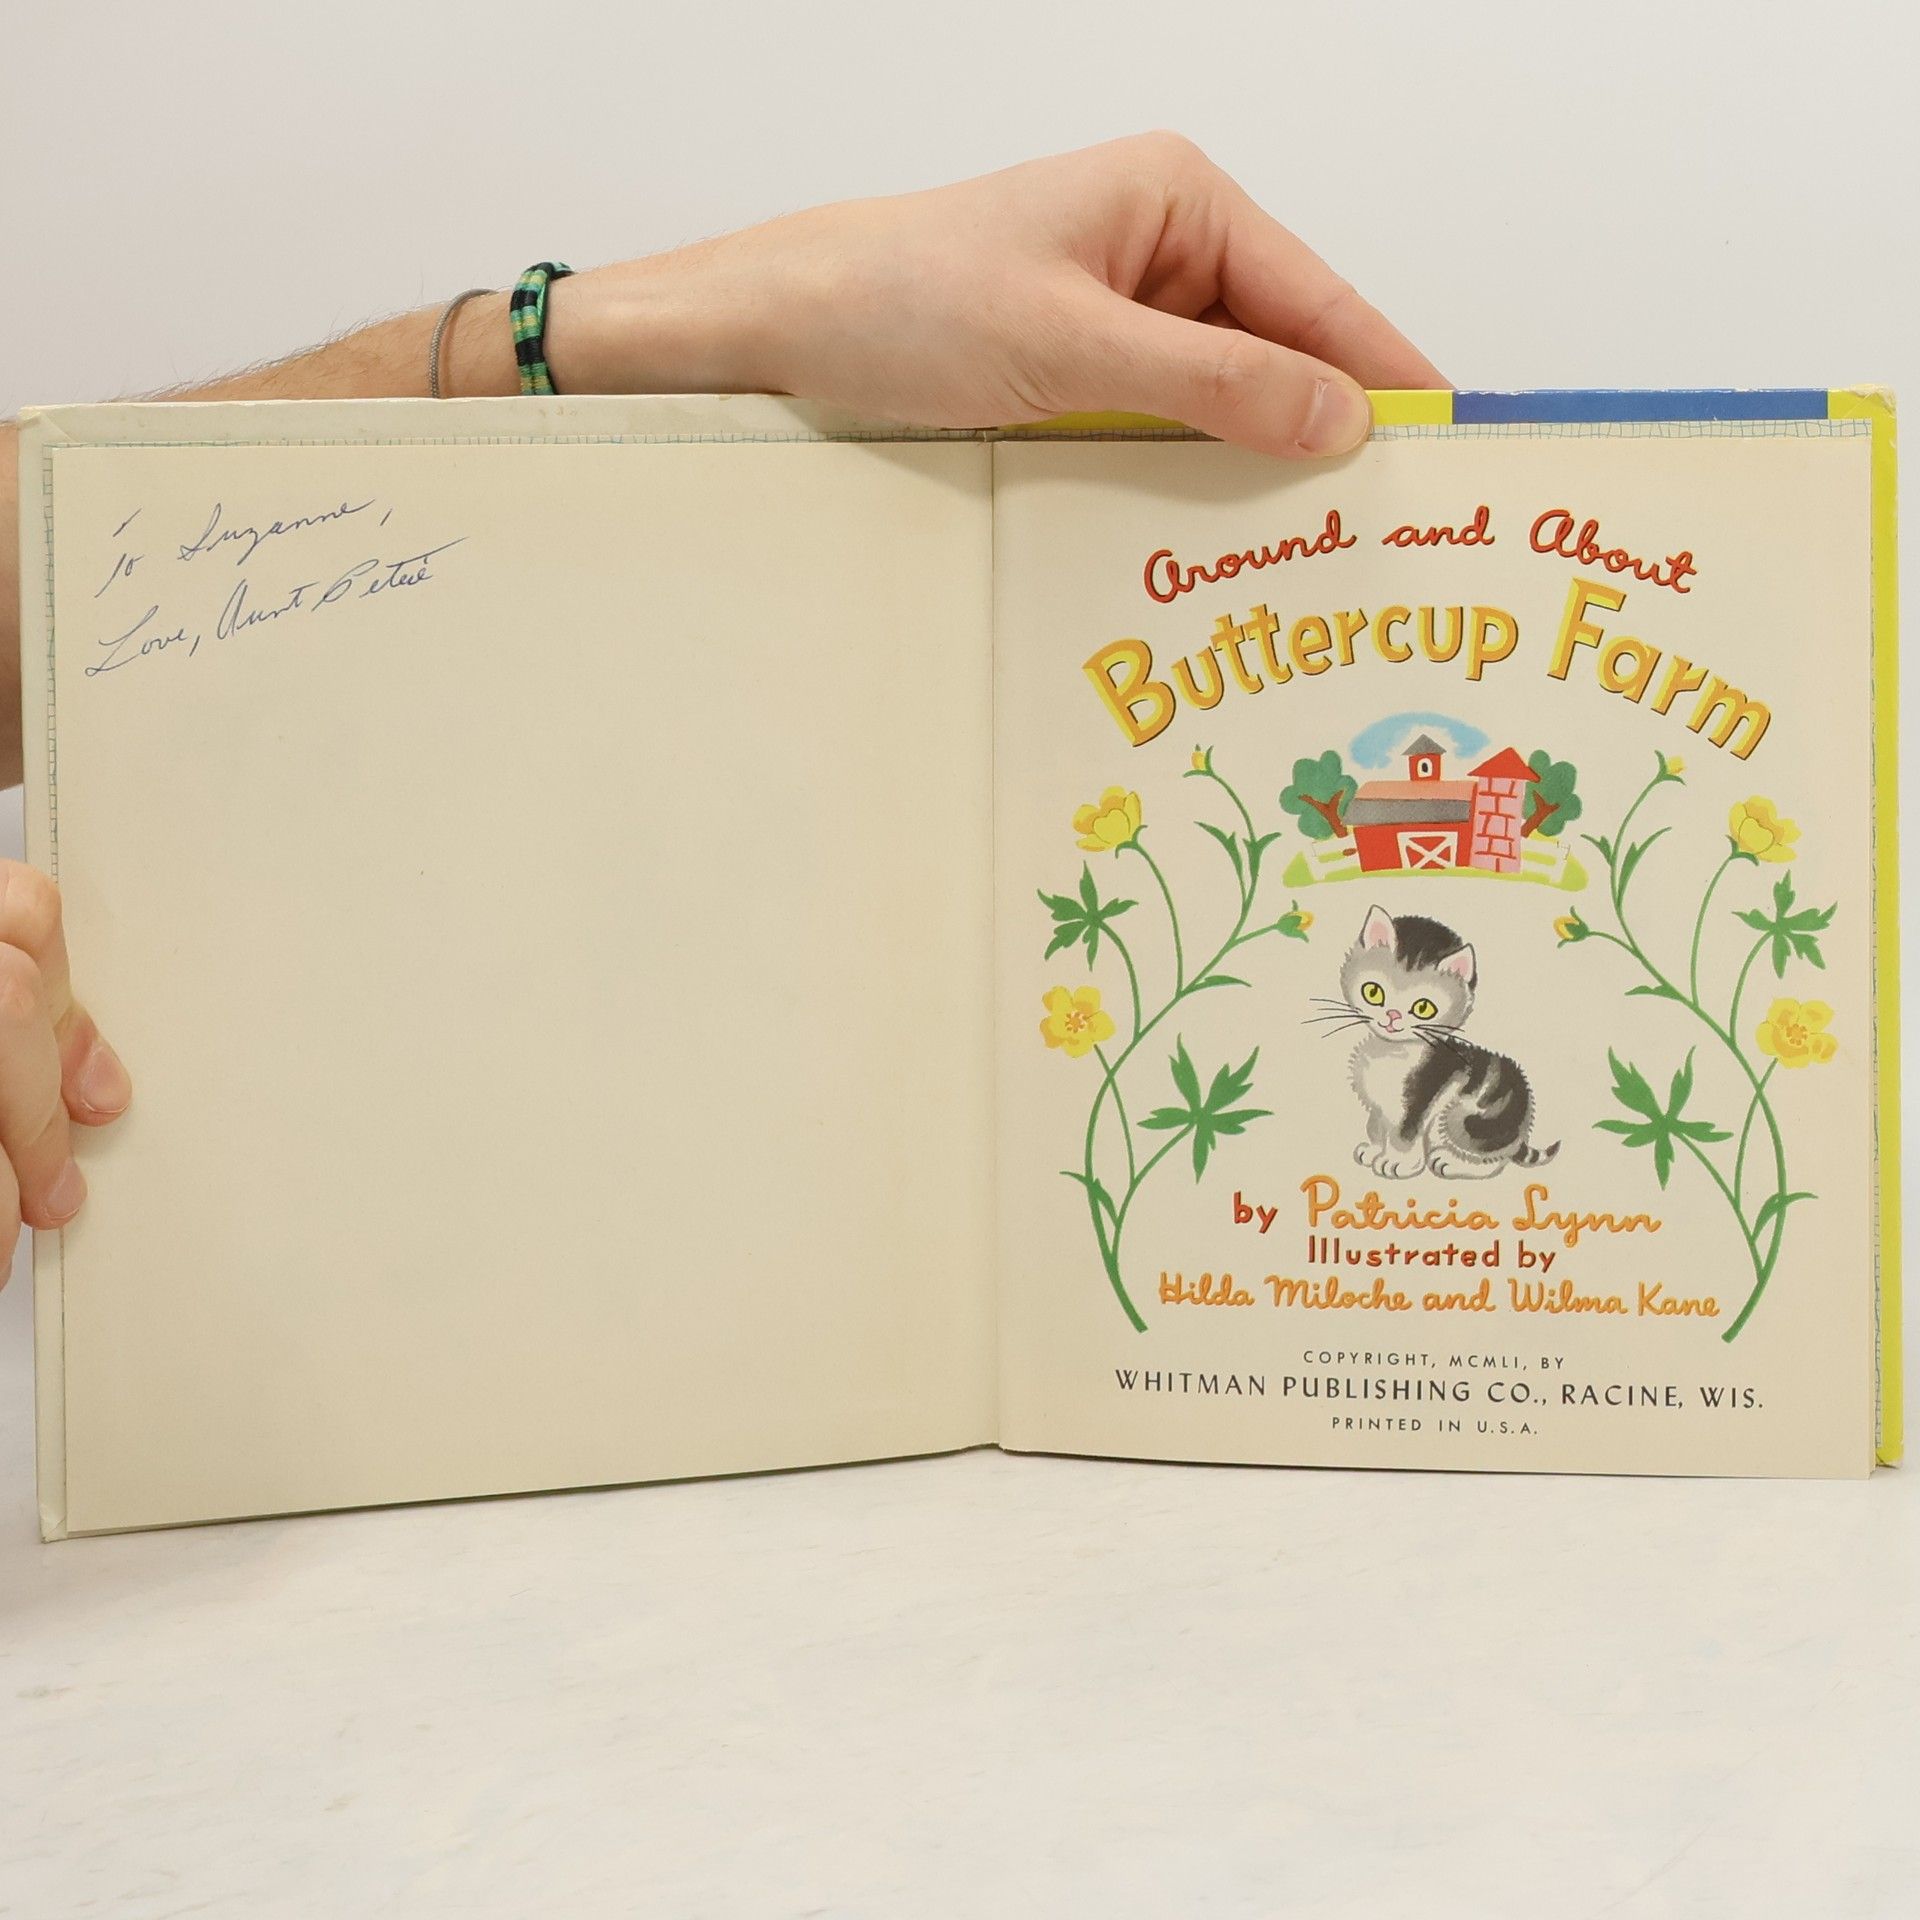 To Suzanne,
Love, Aunt Petie
Around and About
Buttercup Farm
by Patricia Lynn
Illustrated by
Hilda Miloche and Wilma Kane
COPYRIGHT, MCMLI, BY
WHITMAN PUBLISHING CO., RACINE, WIS.
PRINTED IN U.S.A.